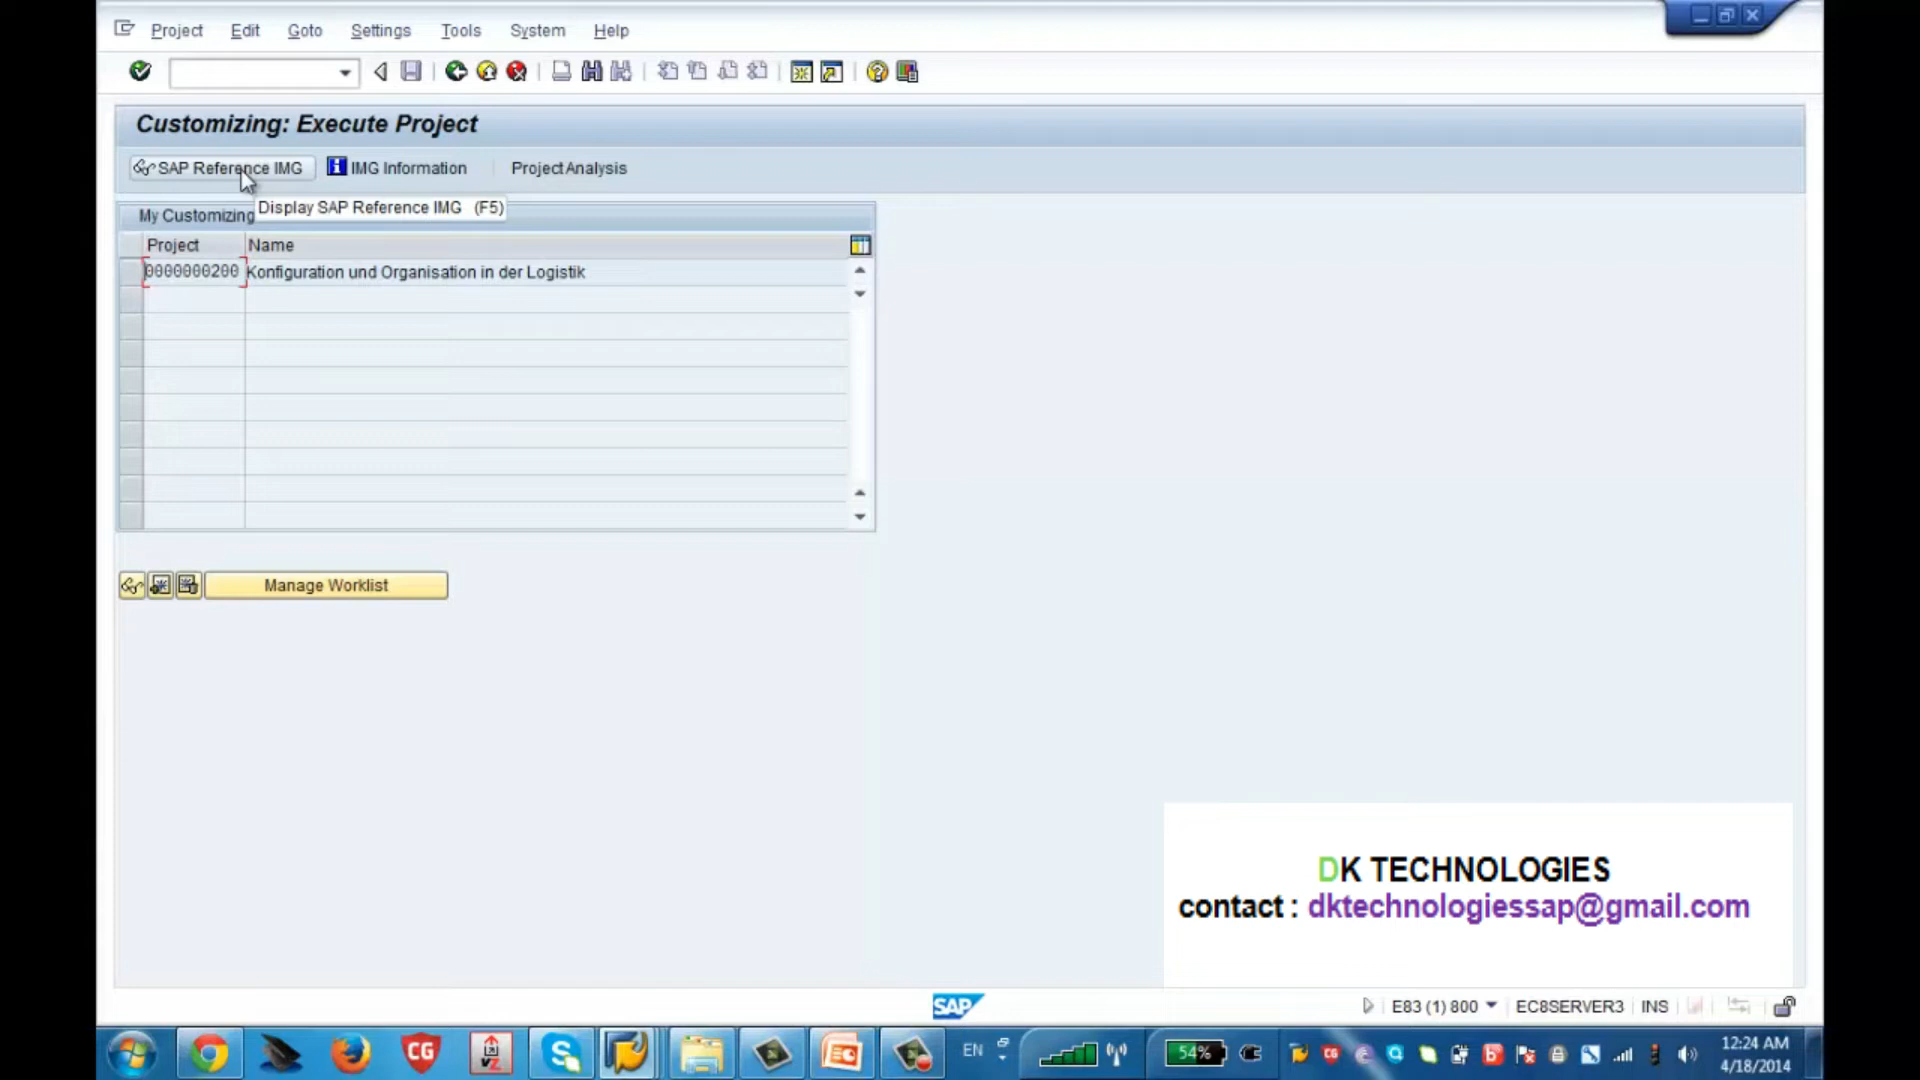 Project Edit Goto Settings Tools System Help
Customizing: Execute Project
SAP Reference IMG IMG Information Project Analysis
Display SAP Reference IMG (F5)
My Customizing
Project Name
0000000200 Konfiguration und Organisation in der Logistik
Manage Worklist
DK TECHNOLOGIES
contact : dktechnologiessap@gmail.com
SAP
E83 (1) 800 EC8SERVER3 INS
CG
EN
54%
12:24 AM
4/18/2014